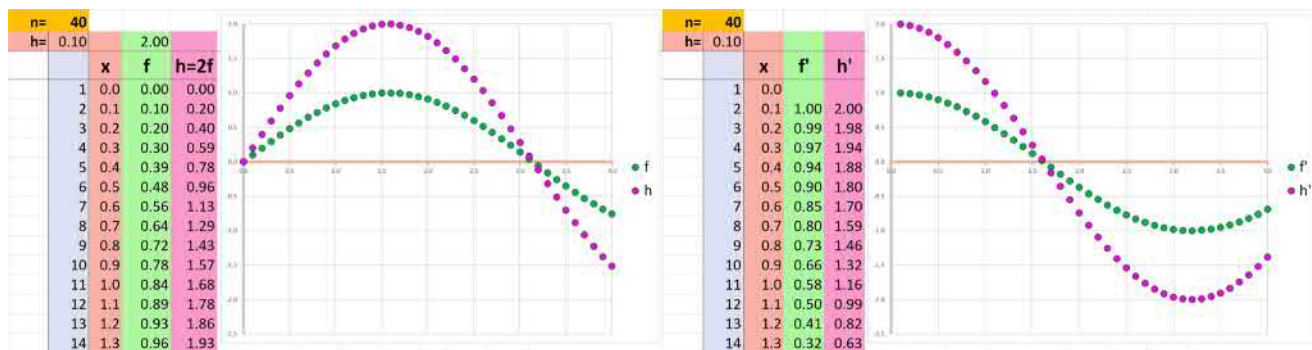 n= 40
h= 0.10 2.00
x f h=2f
1 0.0 0.00 0.00
2 0.1 0.10 0.20
3 0.2 0.20 0.40
4 0.3 0.30 0.59
5 0.4 0.39 0.78
6 0.5 0.48 0.96
7 0.6 0.56 1.13
8 0.7 0.64 1.29
9 0.8 0.72 1.43
10 0.9 0.78 1.57
11 1.0 0.84 1.68
12 1.1 0.89 1.78
13 1.2 0.93 1.86
14 1.3 0.96 1.93
f
h
n= 40
h= 0.10
x f' h'
1 0.0
2 0.1 1.00 2.00
3 0.2 0.99 1.98
4 0.3 0.97 1.94
5 0.4 0.94 1.88
6 0.5 0.90 1.80
7 0.6 0.85 1.70
8 0.7 0.80 1.59
9 0.8 0.73 1.46
10 0.9 0.66 1.32
11 1.0 0.58 1.16
12 1.1 0.50 0.99
13 1.2 0.41 0.82
14 1.3 0.32 0.63
f'
h'